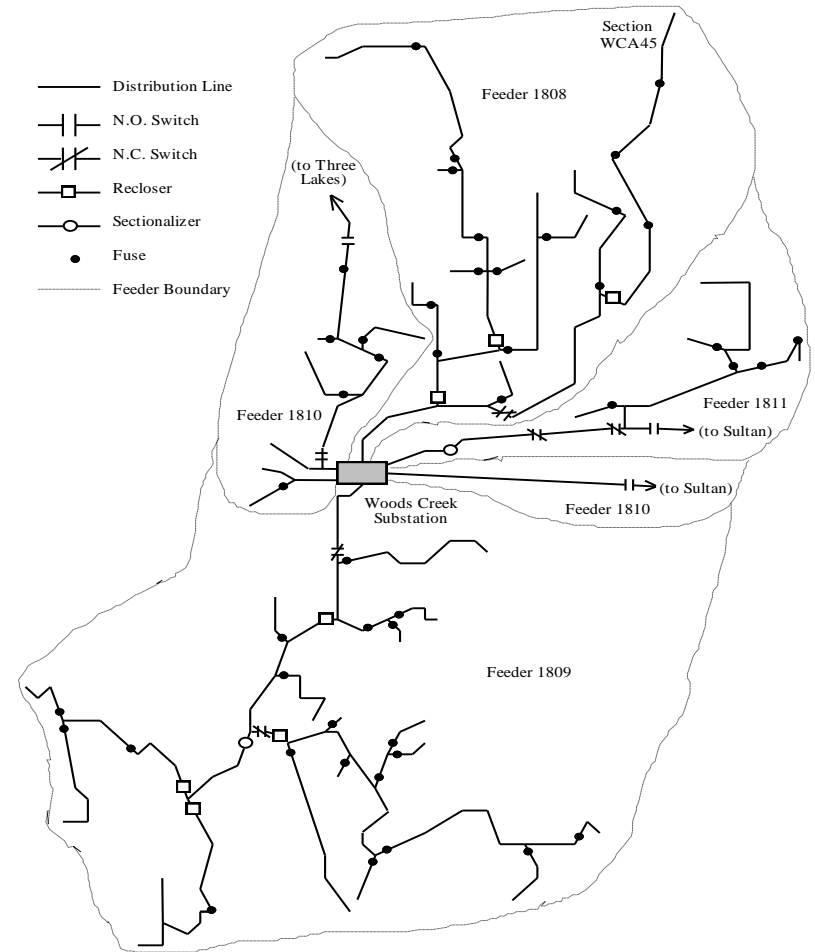 Section
WCA45
Feeder 1808
Distribution Line
N.O. Switch
N.C. Switch
Recloser
Sectionalizer
Fuse
Feeder Boundary
(to Three
Lakes)
Feeder 1810
Feeder 1811
(to Sultan)
(to Sultan)
Woods Creek
Substation
Feeder 1810
Feeder 1809